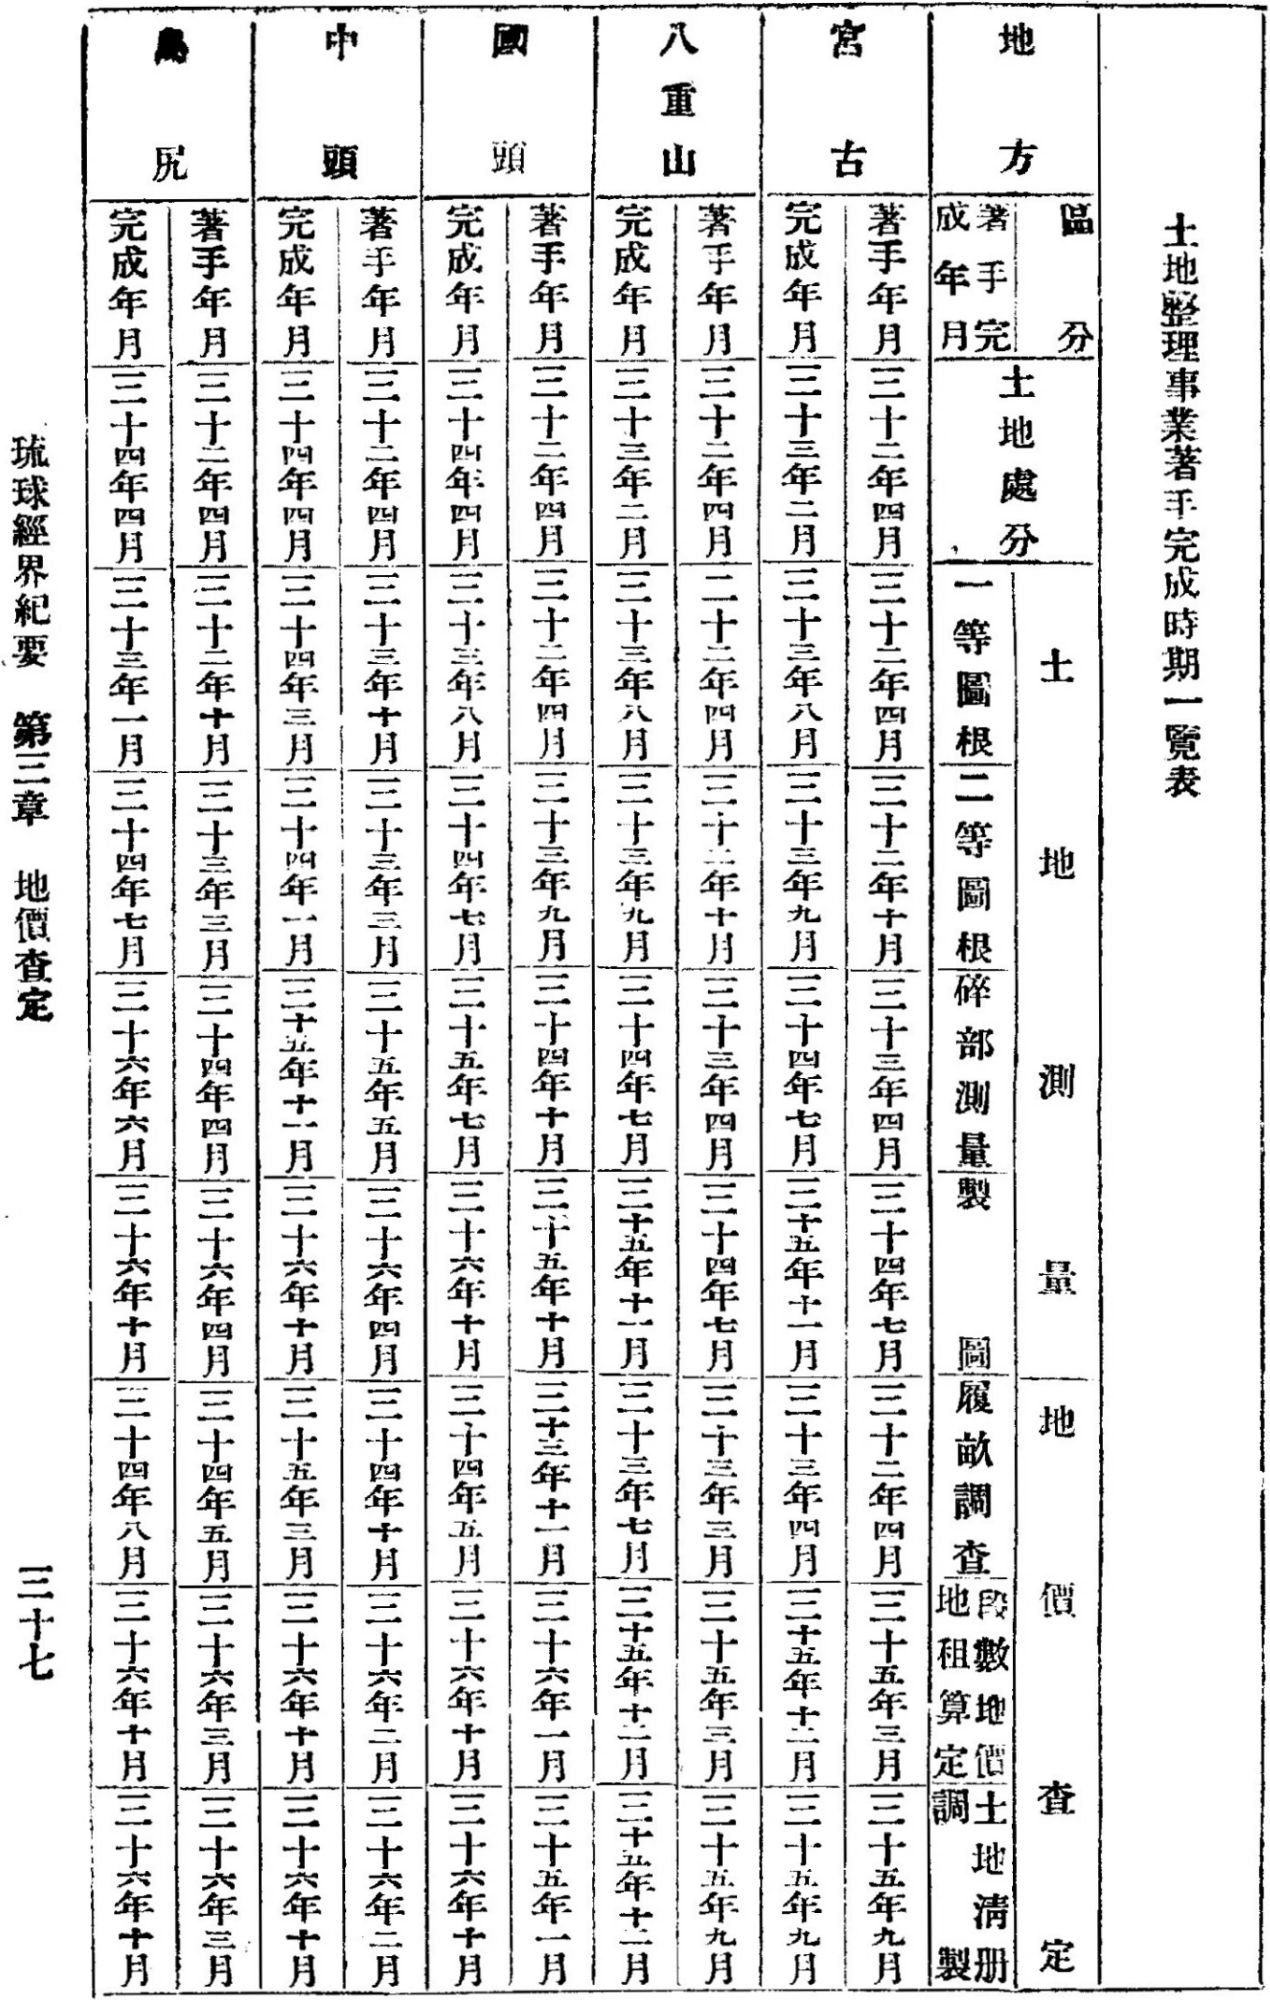 土地整理事業著手完成時期一覽表
地方
區分 土地測量 地價查定
著手完成年月 土地處分 一等圖根 二等圖根 碎部測量 製圖 履畝調查 段數地價地租算定 土地清册調製
宮古
著手年月 三十二年四月 三十二年四月 三十二年十月 三十三年四月 三十四年七月 三十二年四月 三十五年三月 三十五年九月
完成年月 三十三年二月 三十三年八月 三十三年九月 三十四年七月 三十五年十一月 三十三年四月 三十五年十二月 三十五年九月
八重山
著手年月 三十二年四月 二十二年四月 三十二年十月 三十三年四月 三十四年七月 三十三年三月 三十五年三月 三十五年九月
完成年月 三十三年二月 三十三年八月 三十三年九月 三十四年七月 三十五年十一月 三十三年七月 三十五年十二月 三十五年十二月
國頭
著手年月 三十二年四月 三十二年四月 三十三年九月 三十四年十月 三十五年十月 三十三年十一月 三十六年一月 三十五年一月
完成年月 三十四年四月 三十三年八月 三十四年七月 三十五年七月 三十六年十月 三十四年五月 三十六年十月 三十六年十月
中頭
著手年月 三十二年四月 三十三年十月 三十三年三月 三十五年五月 三十六年四月 三十四年十月 三十六年二月 三十六年二月
完成年月 三十四年四月 三十四年三月 三十四年一月 三十五年十一月 三十六年十月 三十五年三月 三十六年十月 三十六年十月
島尻
著手年月 三十二年四月 三十二年十月 三十三年三月 三十四年四月 三十六年四月 三十四年五月 三十六年三月 三十六年三月
完成年月 三十四年四月 三十三年一月 三十四年七月 三十六年六月 三十六年十月 三十四年八月 三十六年十月 三十六年十月
琉球經界紀要 第三章 地價查定 三十七